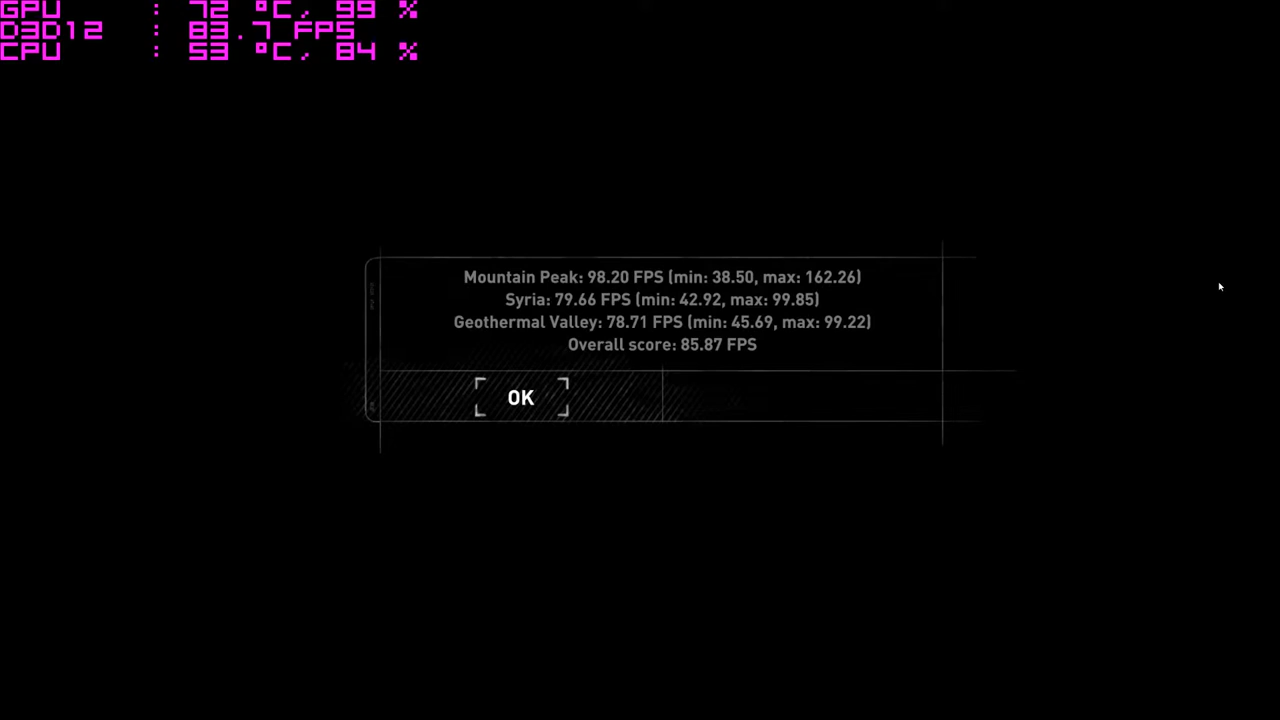 GPU : 72 °C, 99 %
D3D12 : 83.7 FPS
CPU : 53 °C, 84 %
Mountain Peak: 98.20 FPS (min: 38.50, max: 162.26)
Syria: 79.66 FPS (min: 42.92, max: 99.85)
Geothermal Valley: 78.71 FPS (min: 45.69, max: 99.22)
Overall score: 85.87 FPS
OK